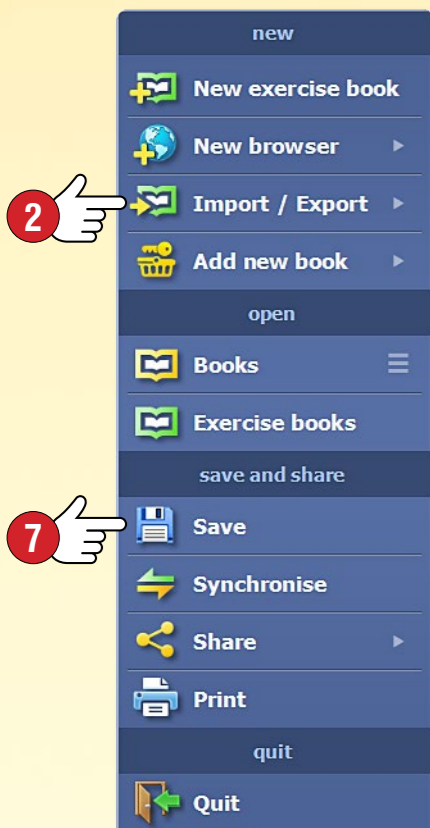 new
New exercise book
New browser
2
Import / Export
Add new book
open
Books
Exercise books
save and share
7
Save
Synchronise
Share
Print
quit
Quit